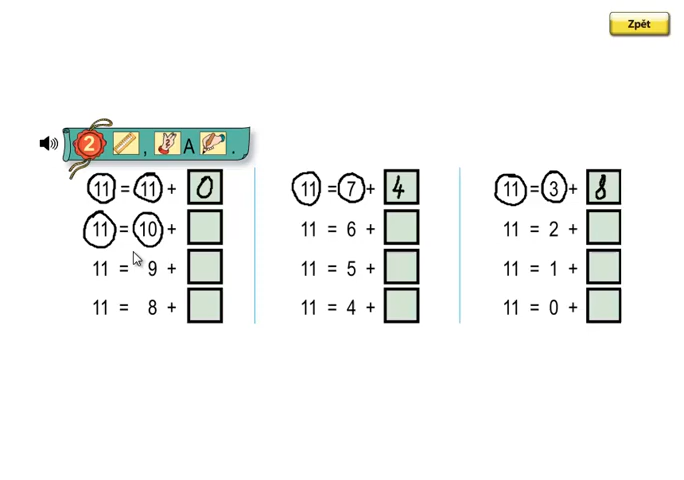 Zpět
2 , A .
11 = 11 + 0
11 = 10 +
11 = 9 +
11 = 8 +
11 = 7 + 4
11 = 6 +
11 = 5 +
11 = 4 +
11 = 3 + 8
11 = 2 +
11 = 1 +
11 = 0 +